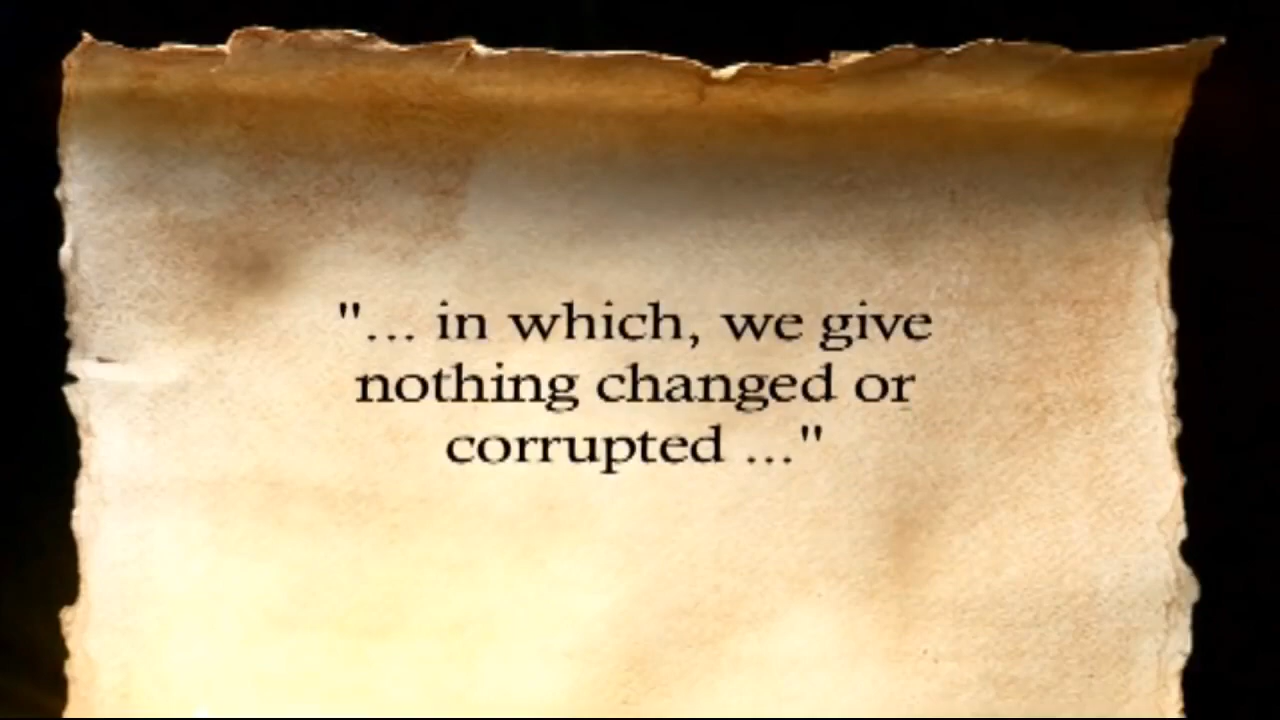 "... in which, we give
nothing changed or
corrupted ..."